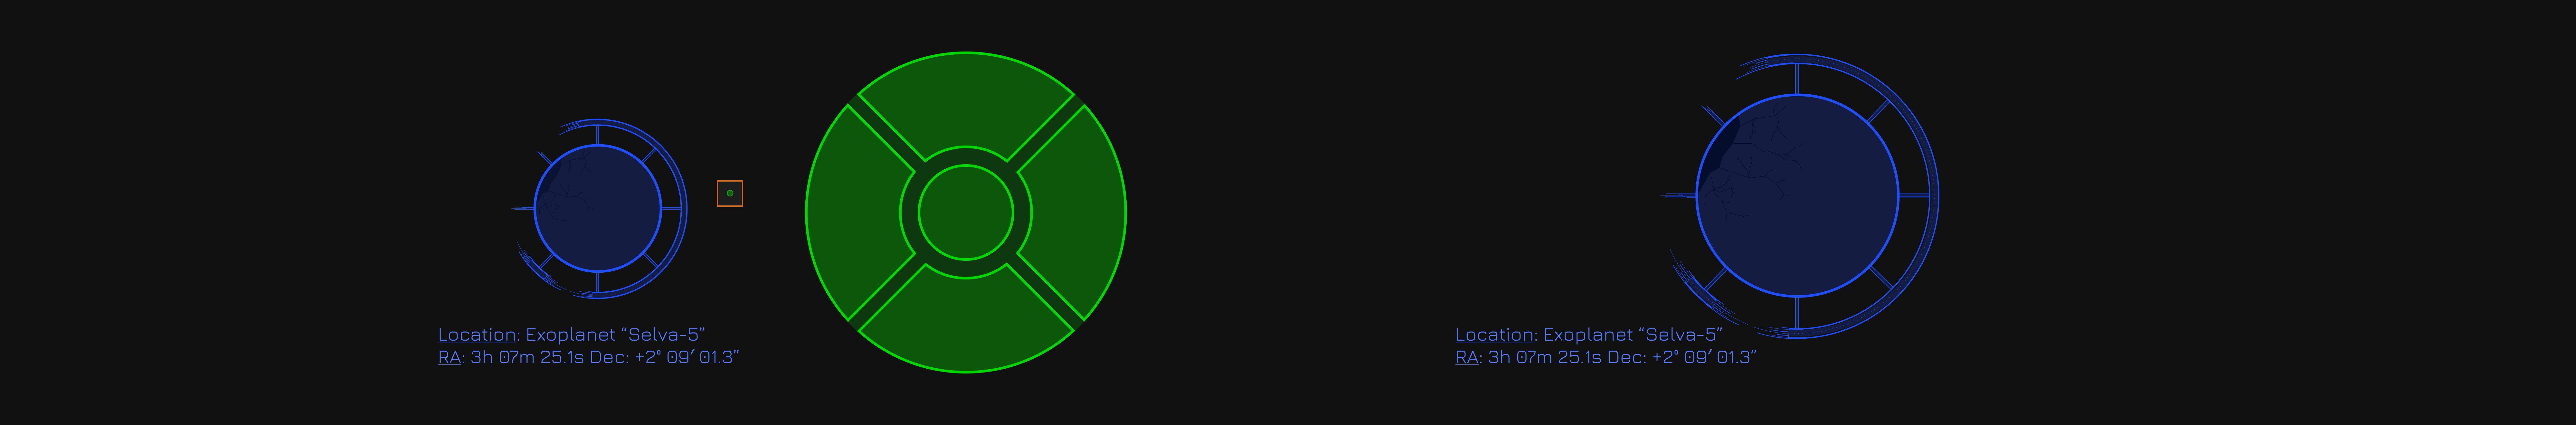 Location: Exoplanet “Selva-5”
RA: 3h 07m 25.1s Dec: +2° 09′ 01.3”
Location: Exoplanet “Selva-5”
RA: 3h 07m 25.1s Dec: +2° 09′ 01.3”